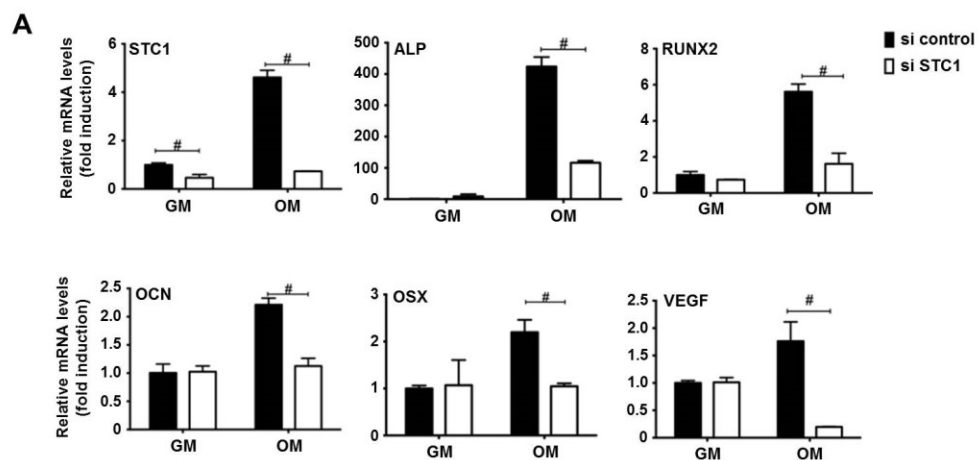 A
STC1
ALP
RUNX2
si control
si STC1
Relative mRNA levels
(fold induction)
6
4
2
1
0
#
#
GM
OM
500
400
300
200
100
0
#
GM
OM
8
6
4
2
0
#
GM
OM
OCN
OSX
VEGF
Relative mRNA levels
(fold induction)
2.5
2.0
1.5
1.0
0.5
0
#
GM
OM
3
2
1
0
#
GM
OM
2.5
2.0
1.5
1.0
0.5
0
#
GM
OM